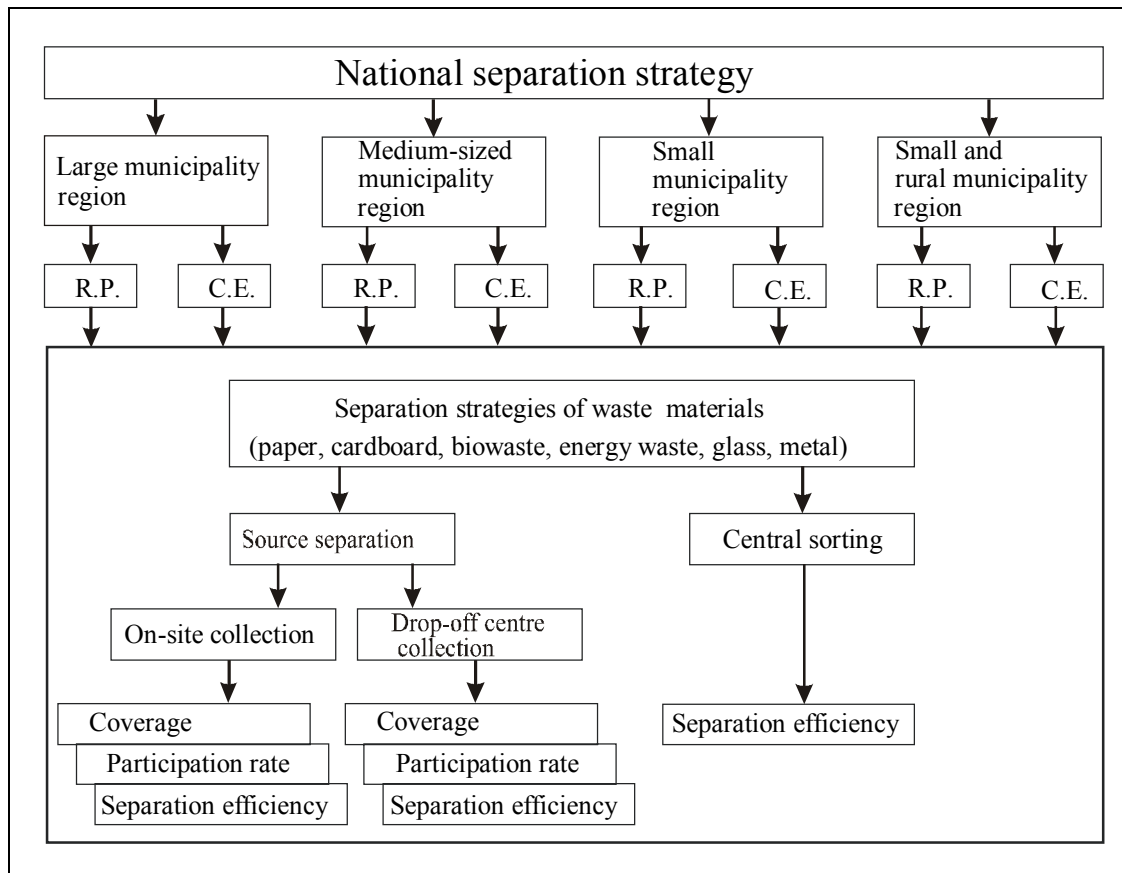 National separation strategy
Large municipality
region
Medium-sized
municipality
region
Small
municipality
region
Small and
rural municipality
region
R.P.
C.E.
R.P.
C.E.
R.P.
C.E.
R.P.
C.E.
Separation strategies of waste materials
(paper, cardboard, biowaste, energy waste, glass, metal)
Source separation
Central sorting
On-site collection
Drop-off centre
collection
Coverage
Participation rate
Separation efficiency
Coverage
Participation rate
Separation efficiency
Separation efficiency